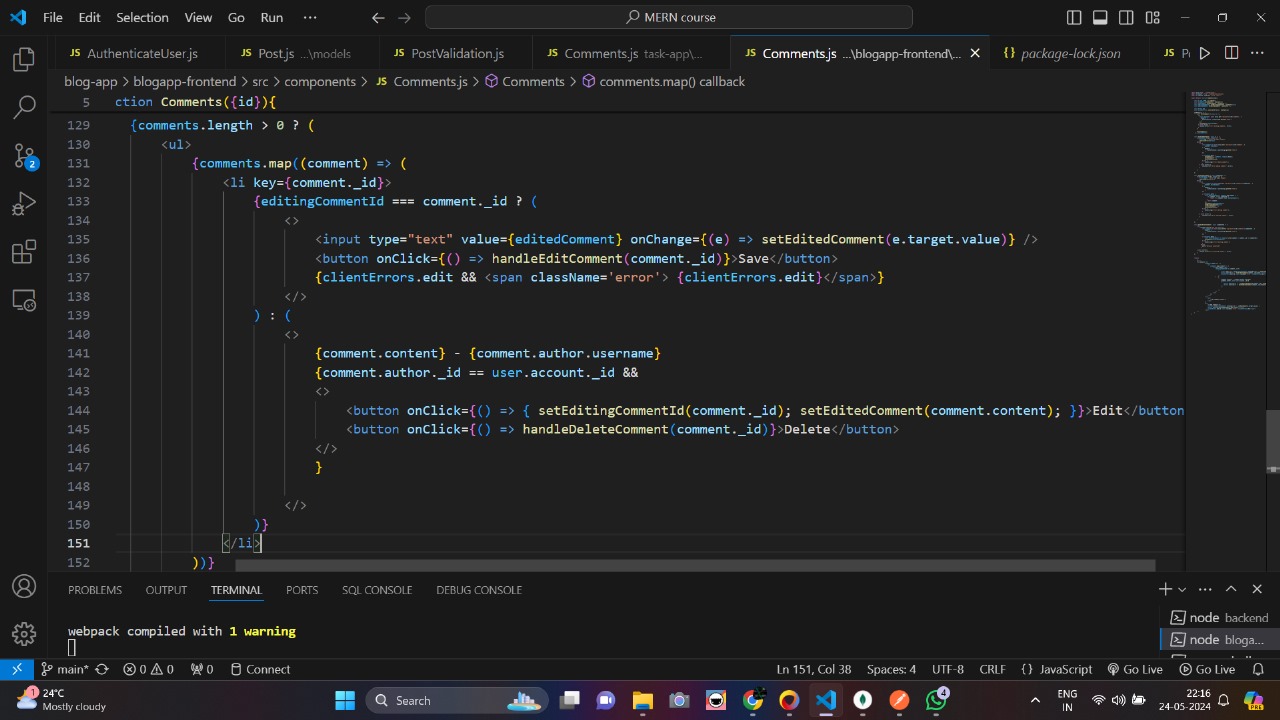 File Edit Selection View Go Run ··· MERN course
JS AuthenticateUser.js JS Post.js ...\models JS PostValidation.js JS Comments.js task-app\... JS Comments.js ...\blogapp-frontend\... {} package-lock.json JS
blog-app > blogapp-frontend > src > components > JS Comments.js > Comments > comments.map() callback
5 ction Comments({id}){
129 {comments.length > 0 ? (
130 <ul>
131 {comments.map((comment) => (
132 <li key={comment._id}>
133 {editingCommentId === comment._id ? (
134 <>
135 <input type="text" value={editedComment} onChange={(e) => setEditedComment(e.target.value)} />
136 <button onClick={() => handleEditComment(comment._id)}>Save</button>
137 {clientErrors.edit && <span className='error'> {clientErrors.edit}</span>}
138 </>
139 ) : (
140 <>
141 {comment.content} - {comment.author.username}
142 {comment.author._id == user.account._id &&
143 <>
144 <button onClick={() => { setEditingCommentId(comment._id); setEditedComment(comment.content); }}>Edit</button
145 <button onClick={() => handleDeleteComment(comment._id)}>Delete</button>
146 </>
147 }
148
149 </>
150 )}
151 </li>
152 ))}
PROBLEMS OUTPUT TERMINAL PORTS SQL CONSOLE DEBUG CONSOLE
webpack compiled with 1 warning
node backend
node bloga...
main* 0 0 0 Connect Ln 151, Col 38 Spaces: 4 UTF-8 CRLF {} JavaScript Go Live Go Live
2
1 24°C
Mostly cloudy
Search
4
ENG
IN
22:16
24-05-2024
PRE